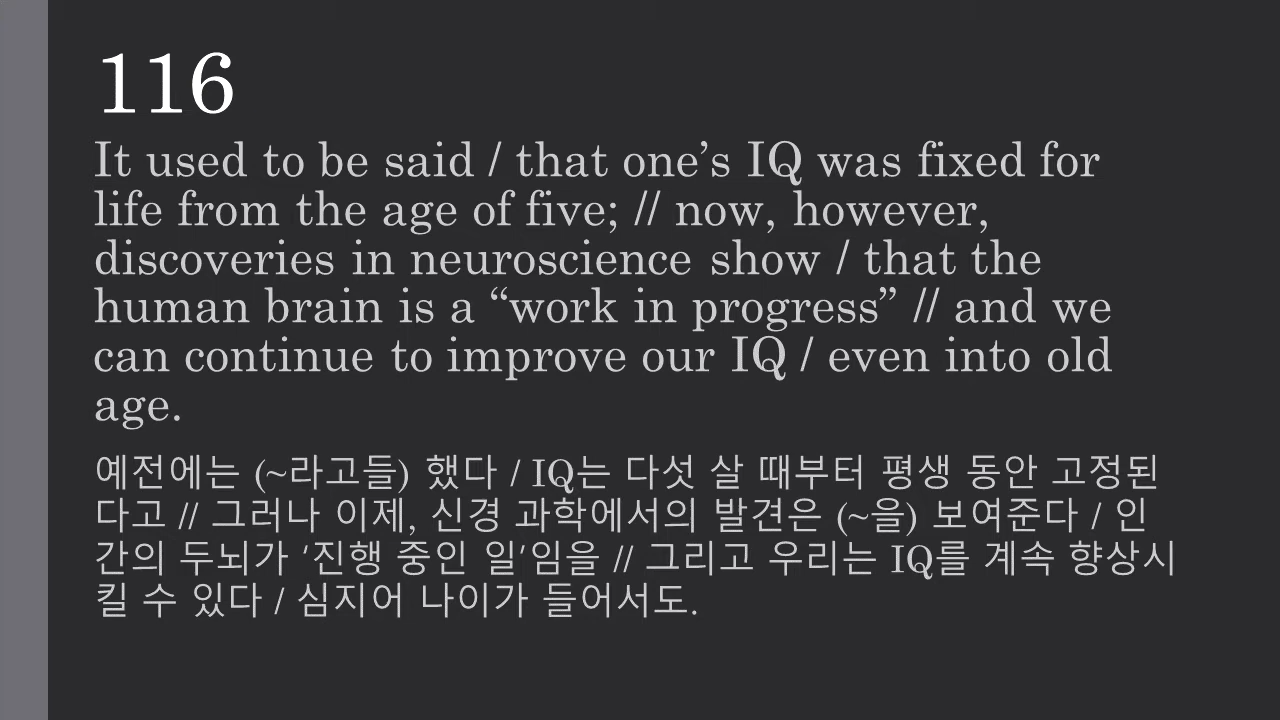 116
It used to be said / that one’s IQ was fixed for
life from the age of five; // now, however,
discoveries in neuroscience show / that the
human brain is a “work in progress” // and we
can continue to improve our IQ / even into old
age.
예전에는 (~라고들) 했다 / IQ는 다섯 살 때부터 평생 동안 고정된
다고 // 그러나 이제, 신경 과학에서의 발견은 (~을) 보여준다 / 인
간의 두뇌가 ‘진행 중인 일’임을 // 그리고 우리는 IQ를 계속 향상시
킬 수 있다 / 심지어 나이가 들어서도.